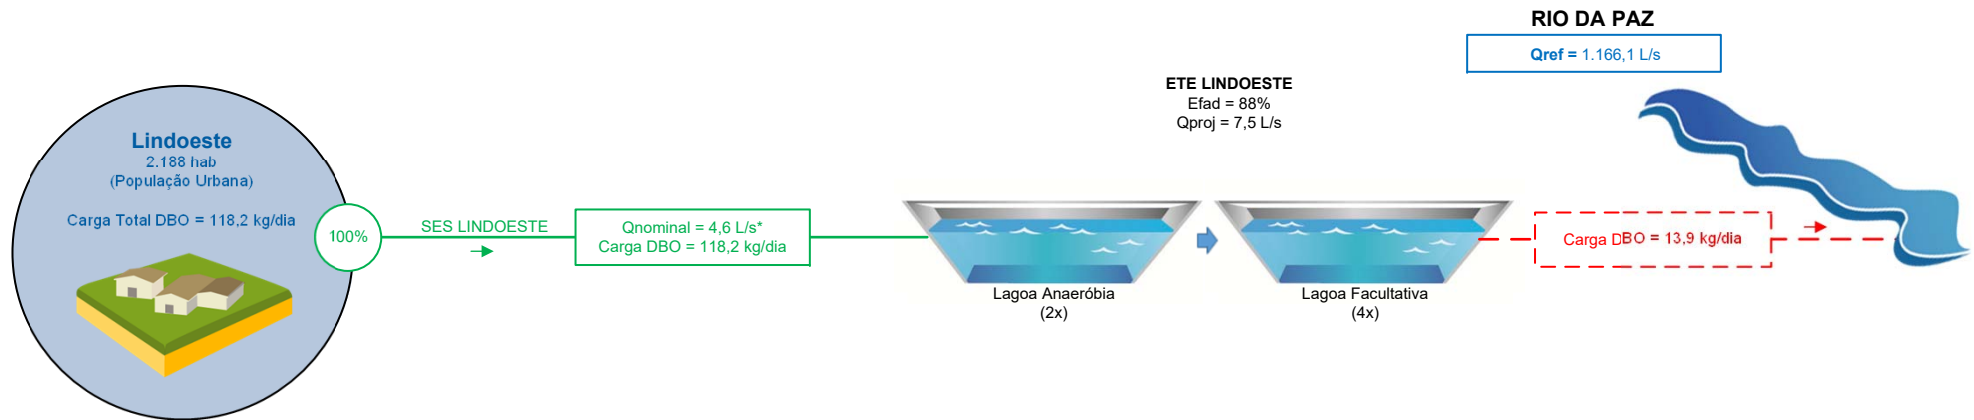 RIO DA PAZ
Qref = 1.166,1 L/s
ETE LINDOESTE
Efad = 88%
Qproj = 7,5 L/s
Lindoeste
2.188 hab
(População Urbana)
Carga Total DBO = 118,2 kg/dia
100%
SES LINDOESTE
Qnominal = 4,6 L/s*
Carga DBO = 118,2 kg/dia
Carga DBO = 13,9 kg/dia
Lagoa Anaeróbia
(2x)
Lagoa Facultativa
(4x)